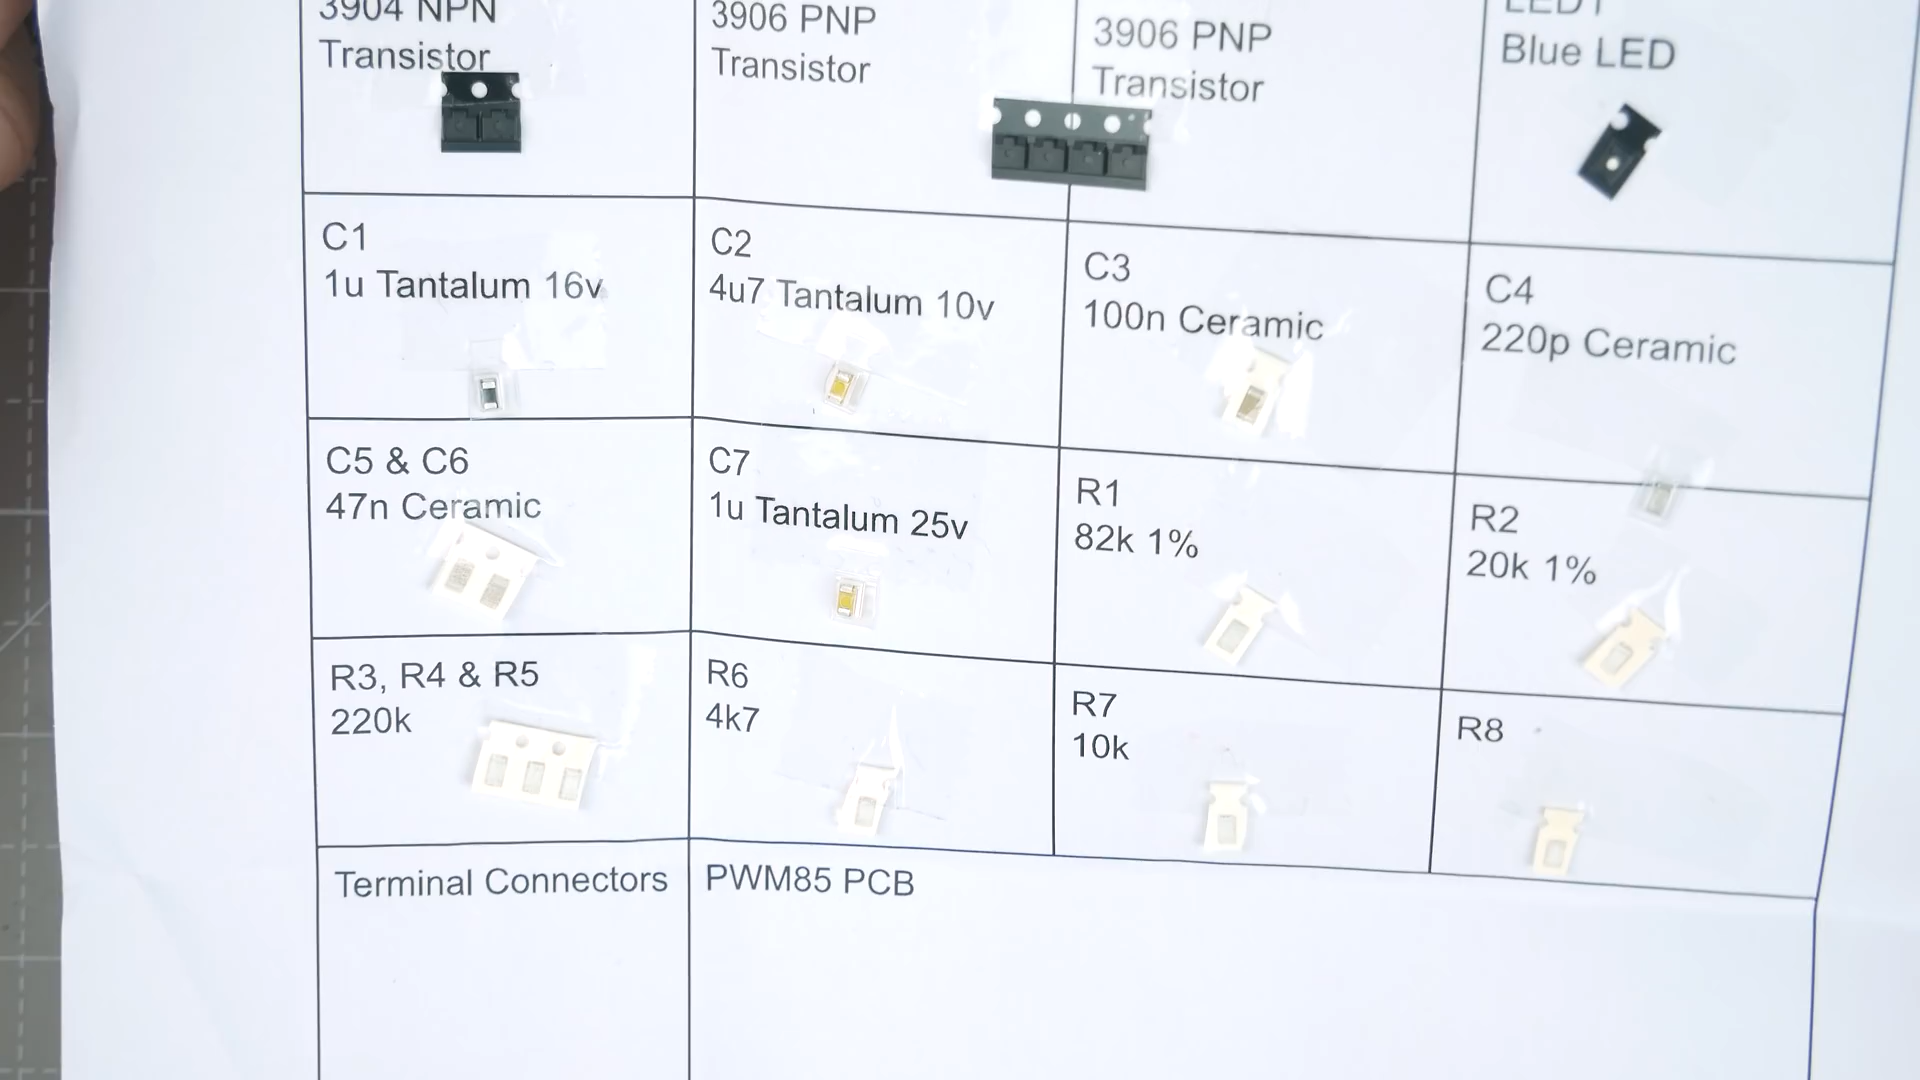 3904 NPN
Transistor
3906 PNP
Transistor
3906 PNP
Transistor
LED1
Blue LED
C1
1u Tantalum 16v
C2
4u7 Tantalum 10v
C3
100n Ceramic
C4
220p Ceramic
C5 & C6
47n Ceramic
C7
1u Tantalum 25v
R1
82k 1%
R2
20k 1%
R3, R4 & R5
220k
R6
4k7
R7
10k
R8
Terminal Connectors
PWM85 PCB